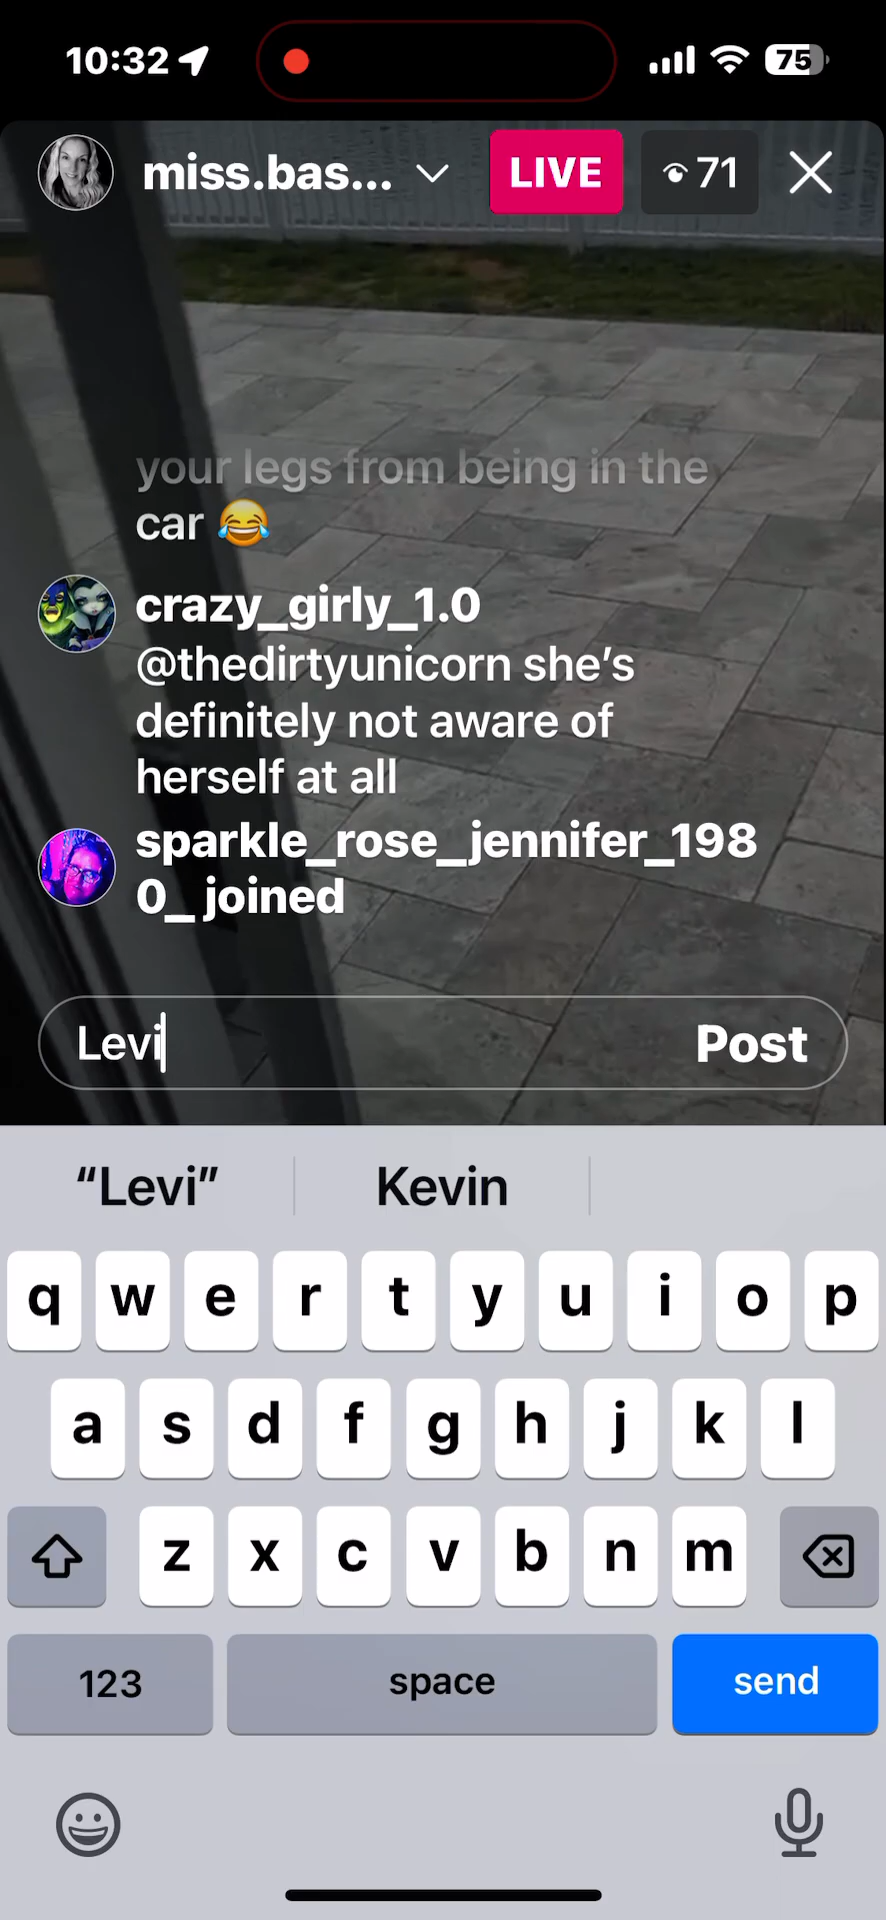 10:32 75
miss.bas... LIVE 71
your legs from being in the
car 😂
crazy_girly_1.0
@thedirtyunicorn she’s
definitely not aware of
herself at all
sparkle_rose_jennifer_198
0_ joined
Levi Post
“Levi” Kevin
q w e r t y u i o p
a s d f g h j k l
z x c v b n m
123 space send